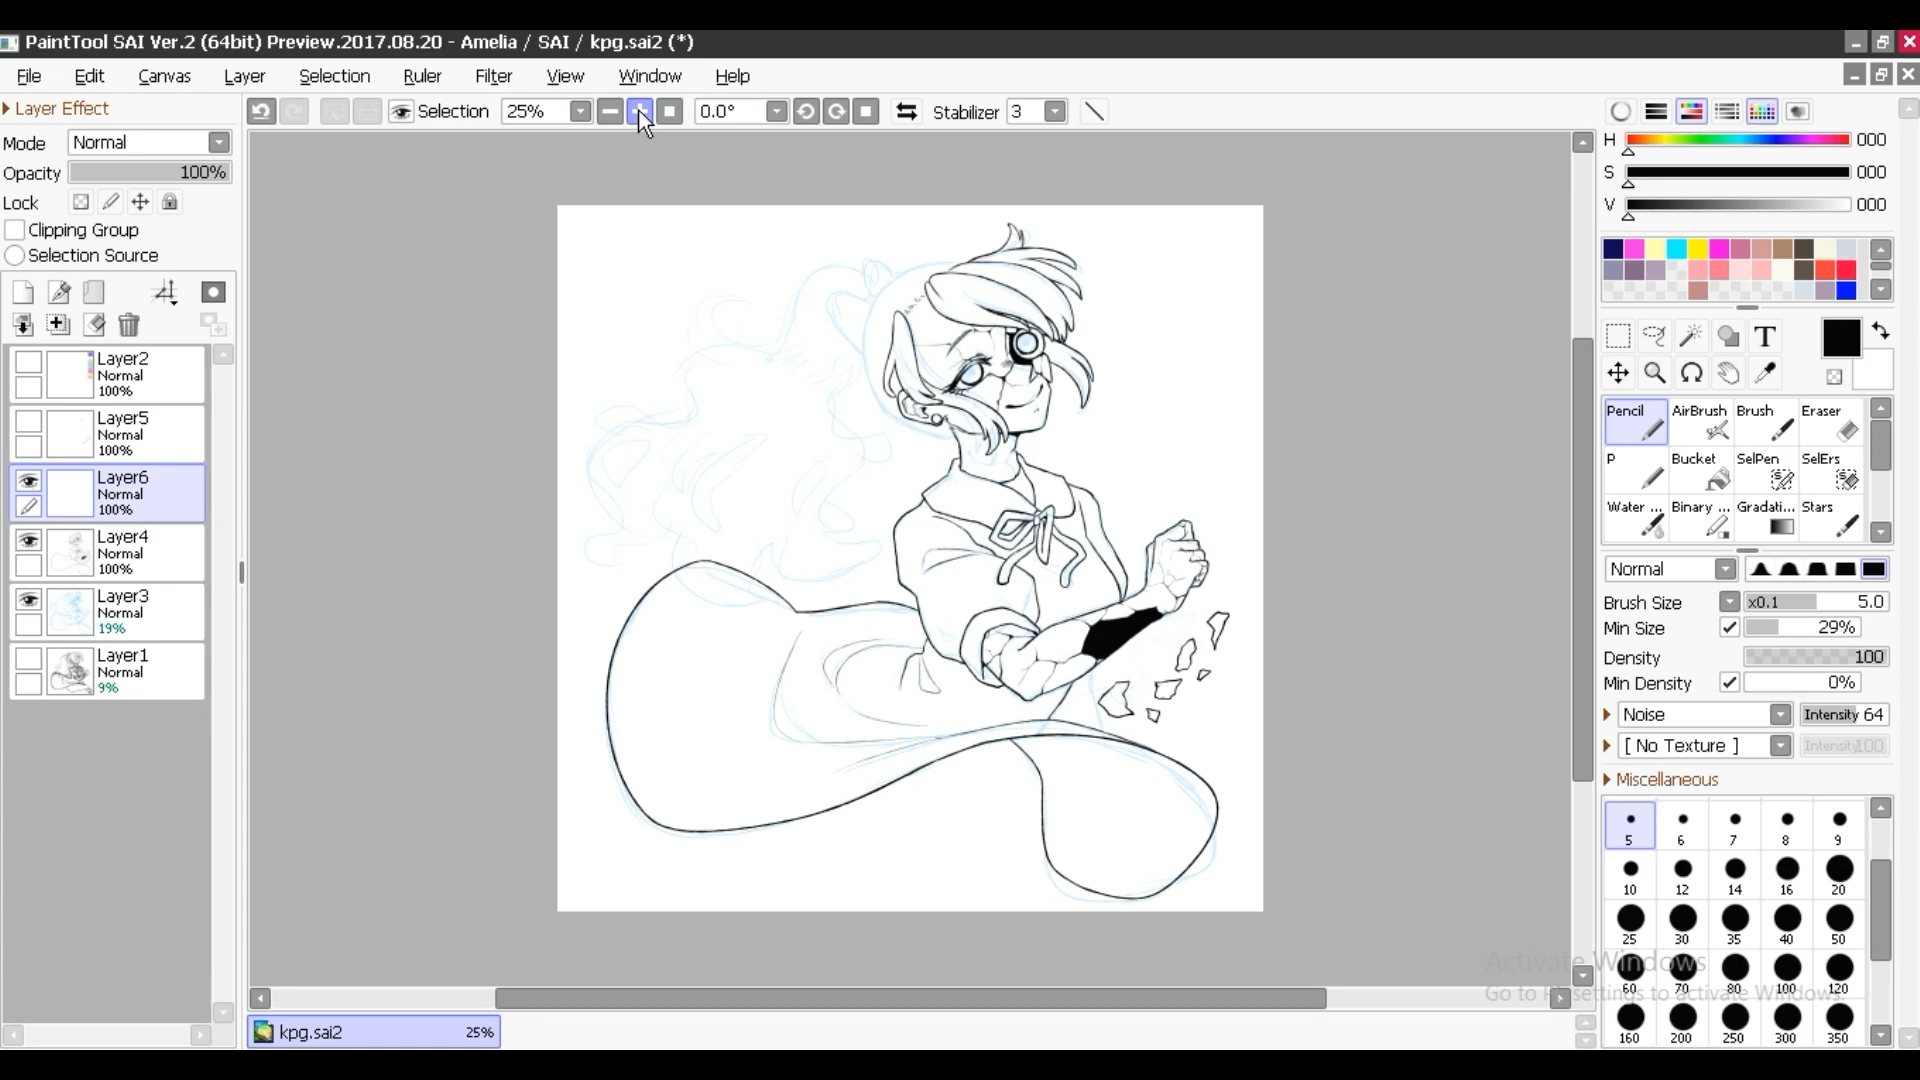 PaintTool SAI Ver.2 (64bit) Preview.2017.08.20 - Amelia / SAI / kpg.sai2 (*)
File Edit Canvas Layer Selection Ruler Filter View Window Help
Layer Effect
Selection 25% 0.0° Stabilizer 3
Mode Normal
Opacity 100%
Lock
Clipping Group
Selection Source
Layer2
Normal
100%
Layer5
Normal
100%
Layer6
Normal
100%
Layer4
Normal
100%
Layer3
Normal
19%
Layer1
Normal
9%
H 000
S 000
V 000
T
Pencil AirBrush Brush Eraser
P Bucket SelPen SelErs
Water ... Binary ... Gradati... Stars
Normal
Brush Size x0.1 5.0
Min Size 29%
Density 100
Min Density 0%
Noise Intensity 64
[ No Texture ] Intensity 100
Miscellaneous
5 6 7 8 9
10 12 14 16 20
25 30 35 40 50
60 70 80 100 120
160 200 250 300 350
Activate Windows
Go to PC settings to activate Windows.
kpg.sai2 25%